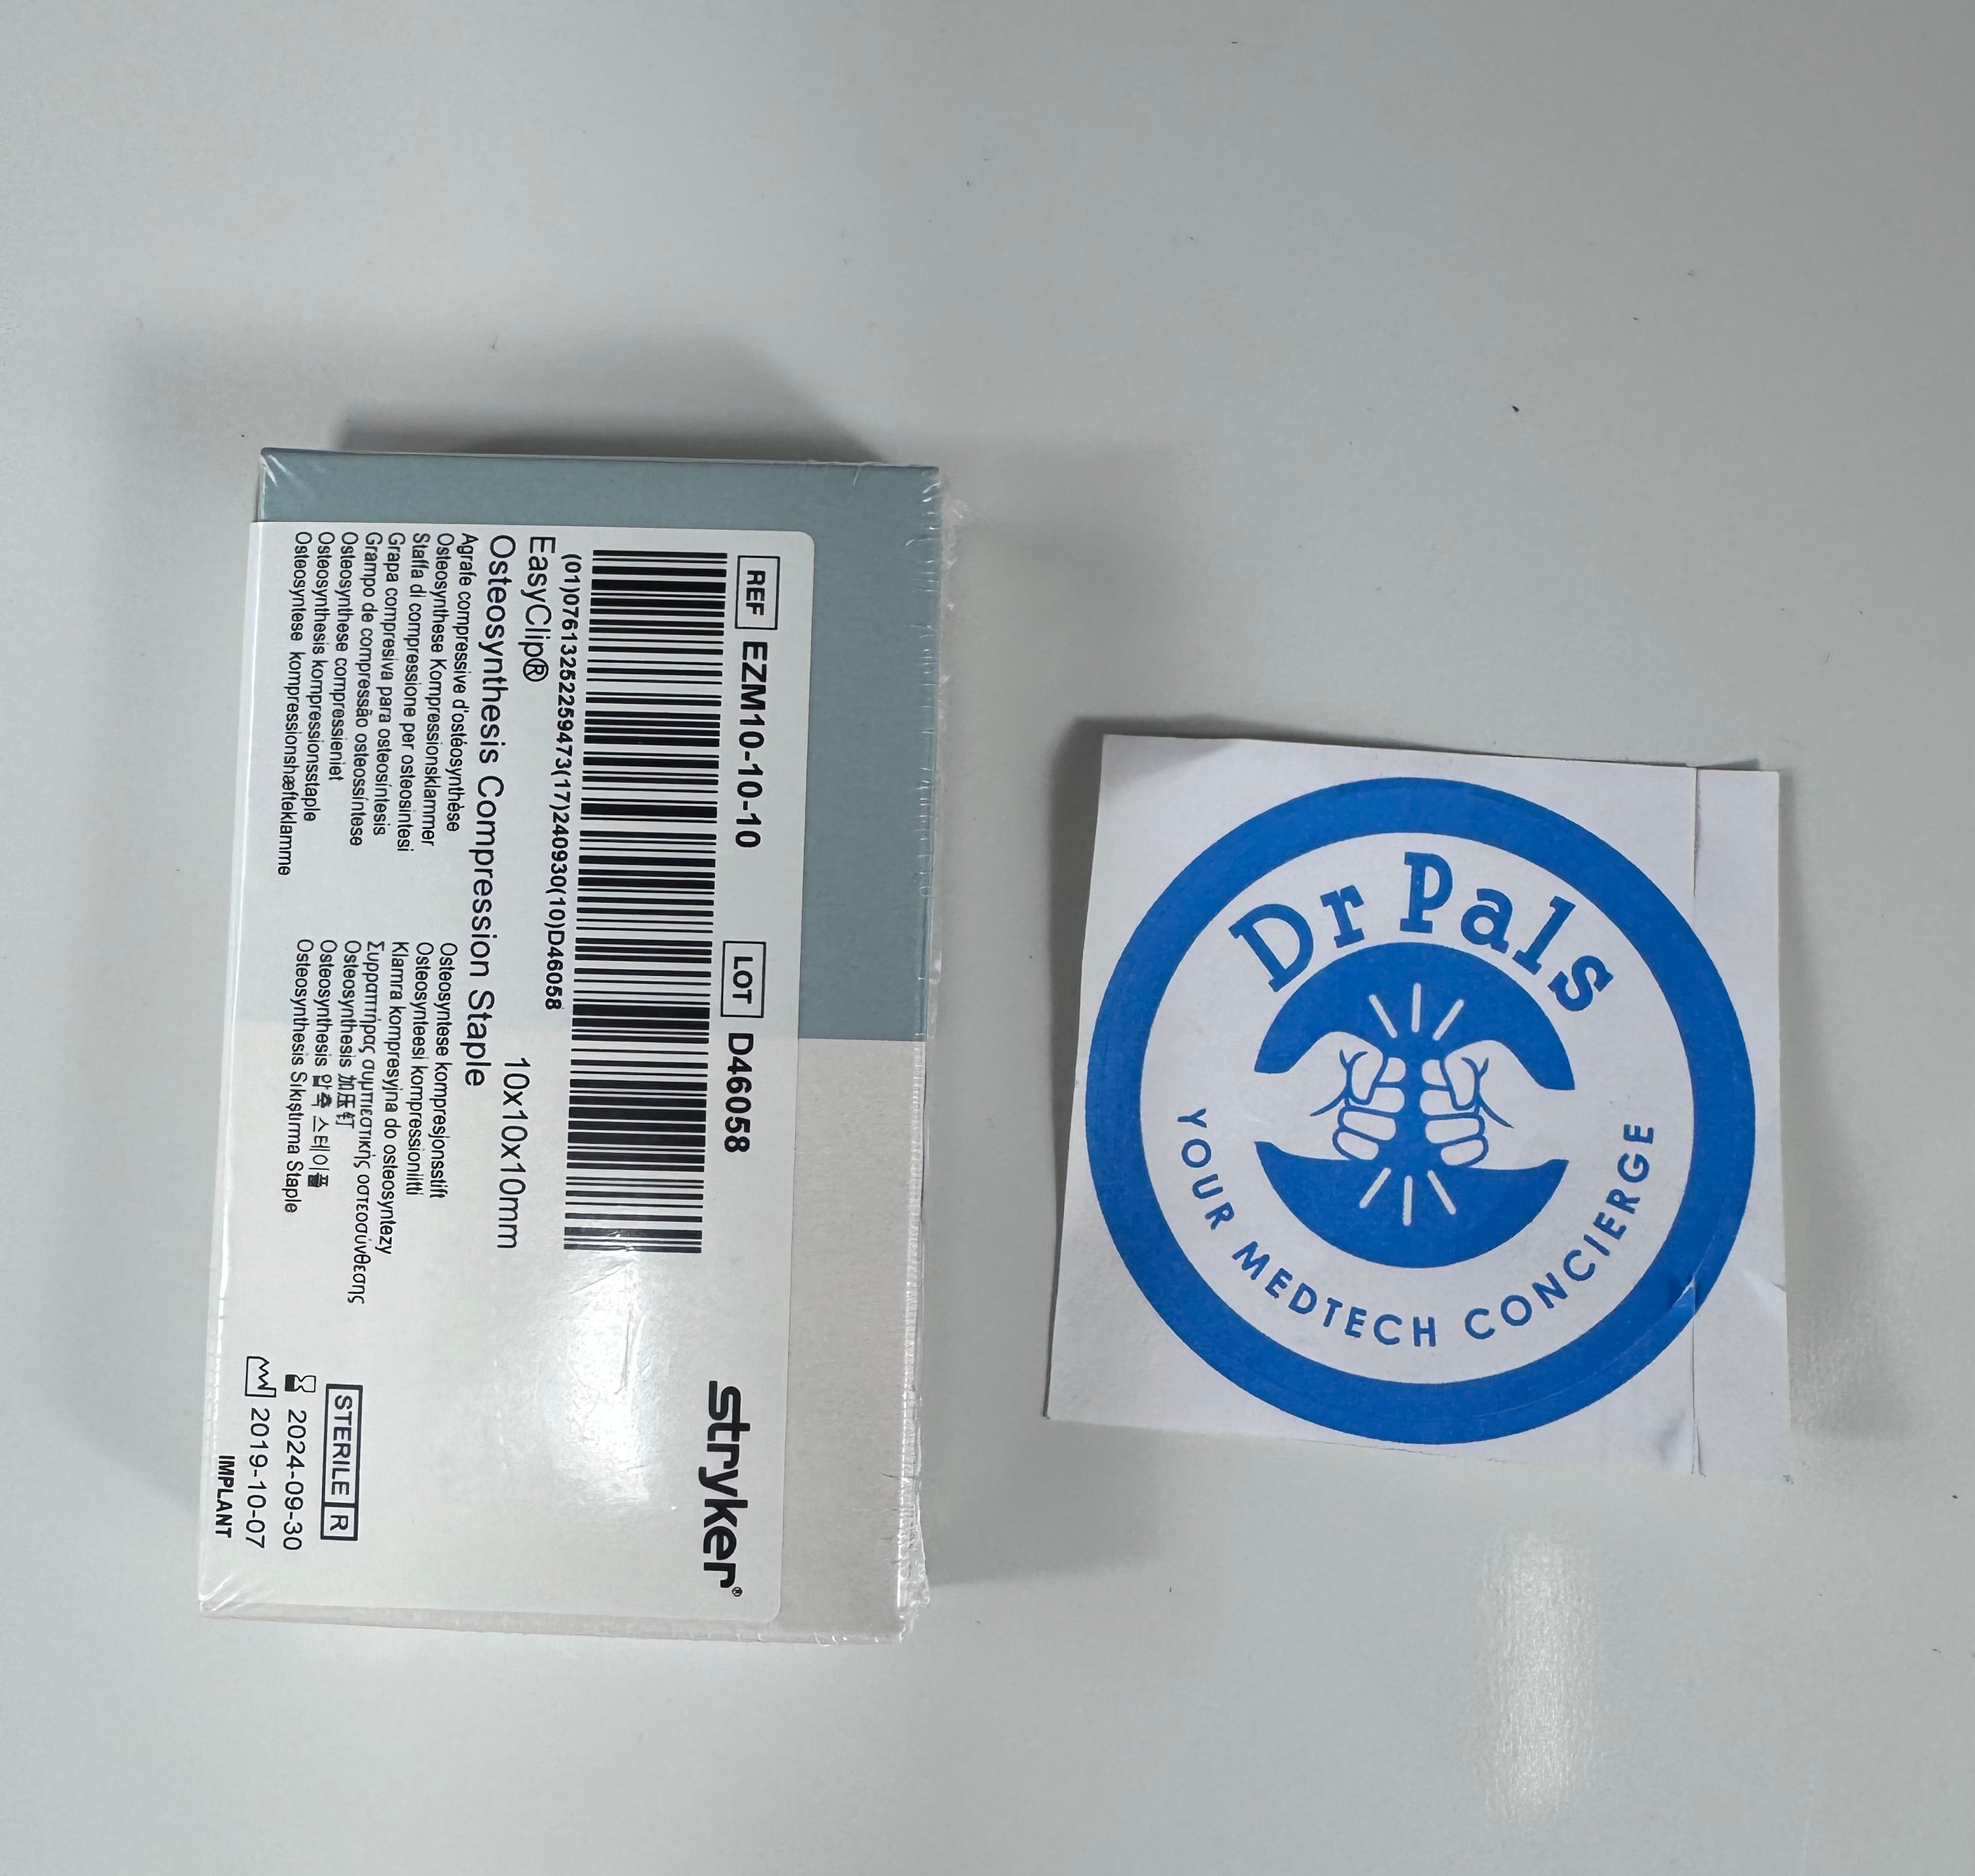 REF EZM10-10-10
LOT D46058
(01)07613252259473(17)240930(10)D46058
EasyClip®
Osteosynthesis Compression Staple
10x10x10mm
Agrafe compressive d'ostéosynthèse
Osteosynthese Kompressionsklammer
Staffa di compressione per osteosintesi
Grapa compresiva para osteosíntesis
Grampo de compressão osteossíntese
Osteosynthese compressieniet
Osteosynthesis kompressionsstaple
Osteosyntese kompressionshæfteklamme
Osteosyntese kompresjonsstift
Osteosynteesi kompressioniitti
Klamra kompresyjna do osteosyntezy
Συρραπτήρας συμπιεστικής οστεοσύνθεσης
Osteosynthesis 加压钉
Osteosynthesis 압축 스테이플
Osteosynthesis Sıkıştırma Staple
stryker®
STERILE R
2024-09-30
2019-10-07
IMPLANT
Dr Pals
YOUR MEDTECH CONCIERGE